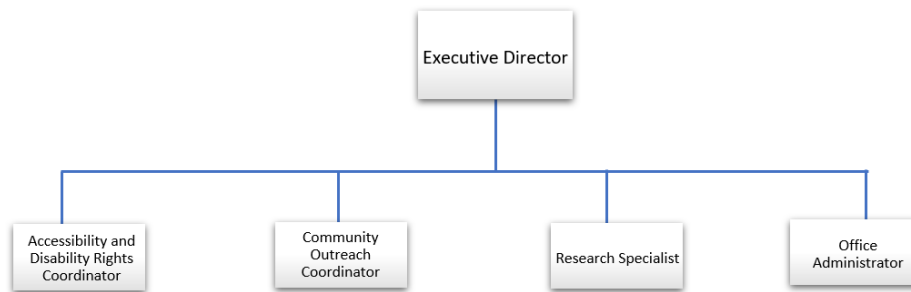 Executive Director
Accessibility and
Disability Rights
Coordinator
Community
Outreach
Coordinator
Research Specialist
Office
Administrator